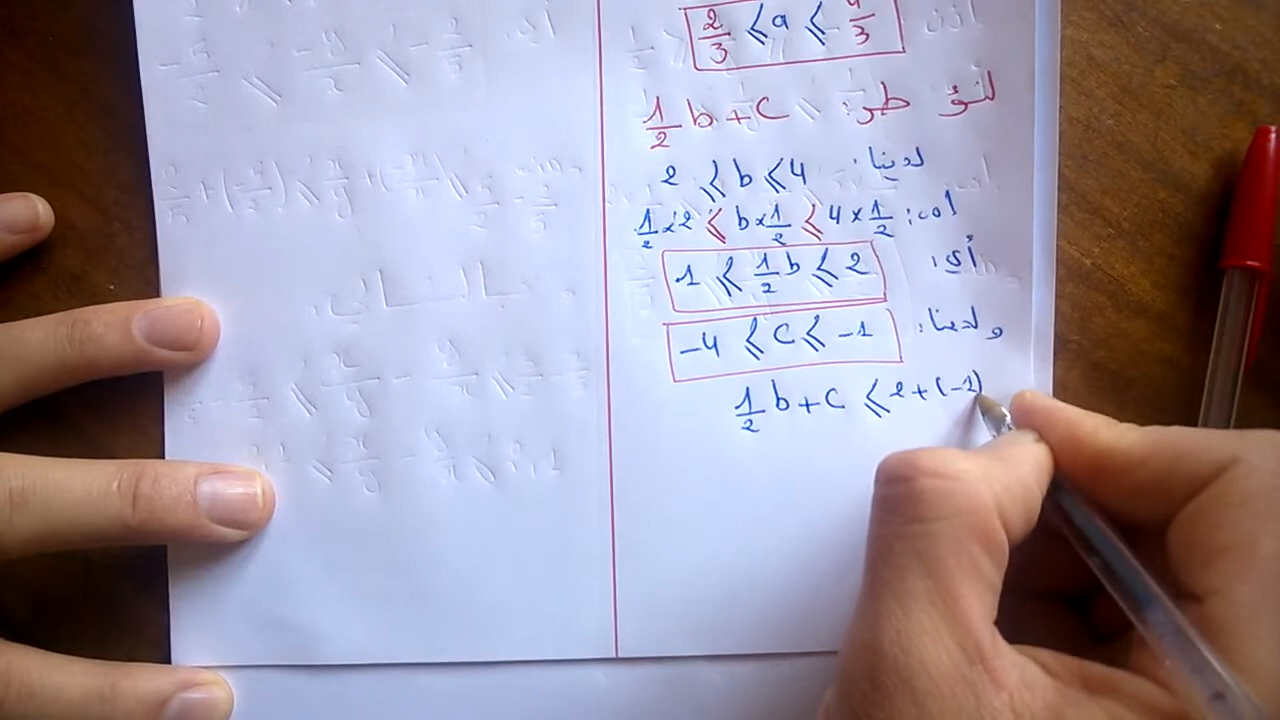 إذن: 2/3 ≤ a ≤ 4/3
لنؤطر: 1/2 b + c
لدينا: 2 ≤ b ≤ 4
1/2 × 2 ≤ b × 1/2 ≤ 4 × 1/2
أي: 1 ≤ 1/2 b ≤ 2
ولدينا: -4 ≤ c ≤ -1
1/2 b + c ≤ 2 + (-1)